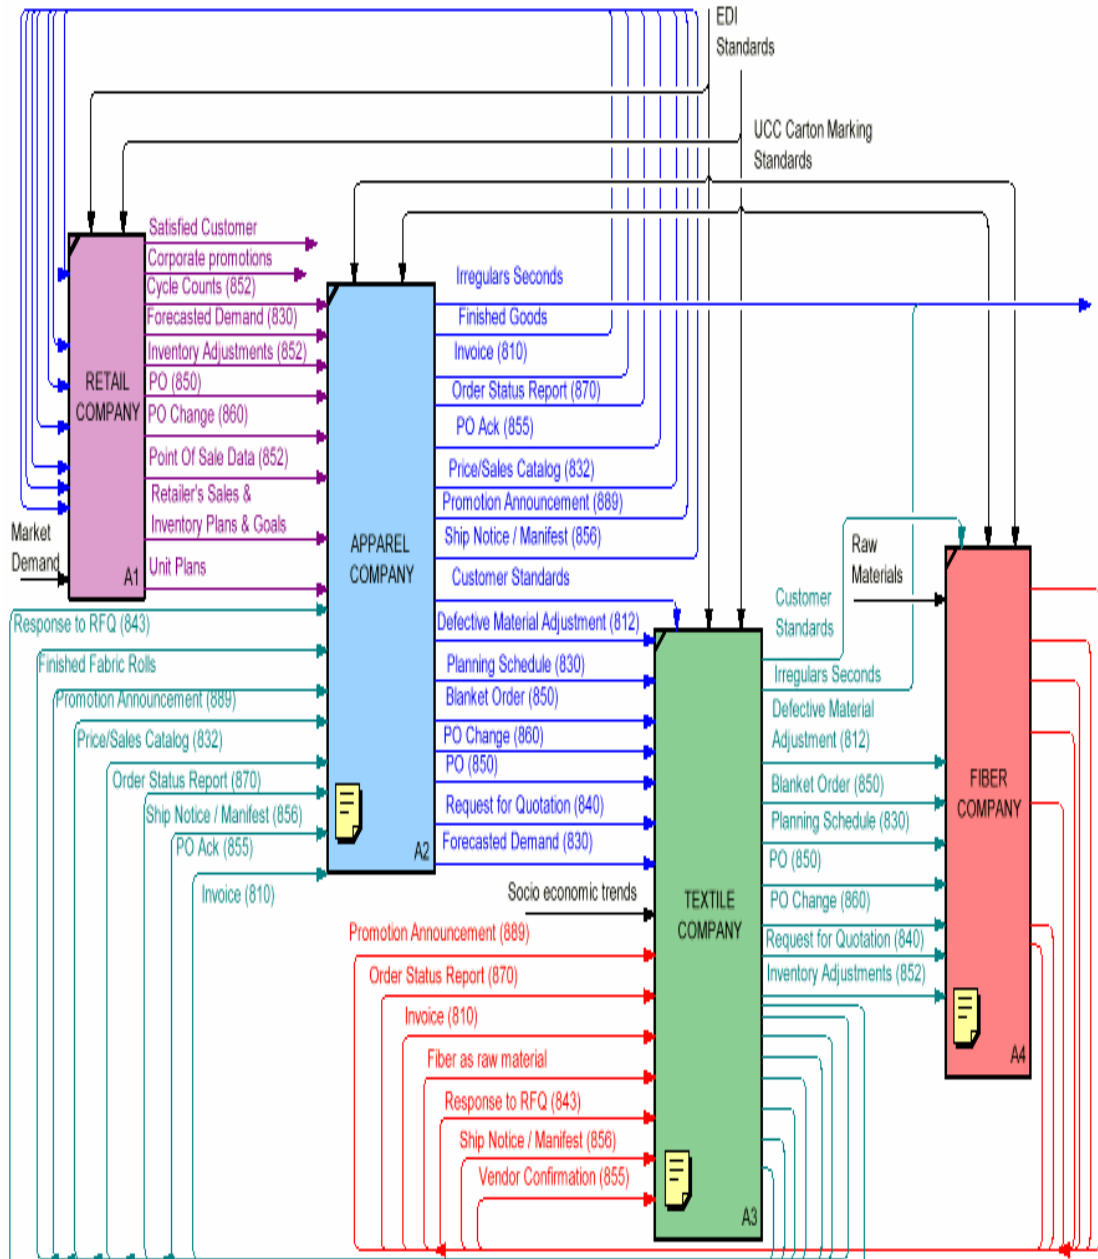 EDI
Standards
UCC Carton Marking
Standards
Satisfied Customer
Corporate promotions
Cycle Counts (852)
Forecasted Demand (830)
Inventory Adjustments (852)
PO (850)
PO Change (860)
Point Of Sale Data (852)
Retailer's Sales &
Inventory Plans & Goals
Unit Plans
RETAIL
COMPANY
A1
Market
Demand
Irregulars Seconds
Finished Goods
Invoice (810)
Order Status Report (870)
PO Ack (855)
Price/Sales Catalog (832)
Promotion Announcement (889)
Ship Notice / Manifest (856)
Customer Standards
Defective Material Adjustment (812)
Planning Schedule (830)
Blanket Order (850)
PO Change (860)
PO (850)
Request for Quotation (840)
Forecasted Demand (830)
APPAREL
COMPANY
A2
Response to RFQ (843)
Finished Fabric Rolls
Promotion Announcement (889)
Price/Sales Catalog (832)
Order Status Report (870)
Ship Notice / Manifest (856)
PO Ack (855)
Invoice (810)
Socio economic trends
Promotion Announcement (889)
Order Status Report (870)
Invoice (810)
Fiber as raw material
Response to RFQ (843)
Ship Notice / Manifest (856)
Vendor Confirmation (855)
TEXTILE
COMPANY
A3
Raw
Materials
Customer
Standards
Irregulars Seconds
Defective Material
Adjustment (812)
Blanket Order (850)
Planning Schedule (830)
PO (850)
PO Change (860)
Request for Quotation (840)
Inventory Adjustments (852)
FIBER
COMPANY
A4